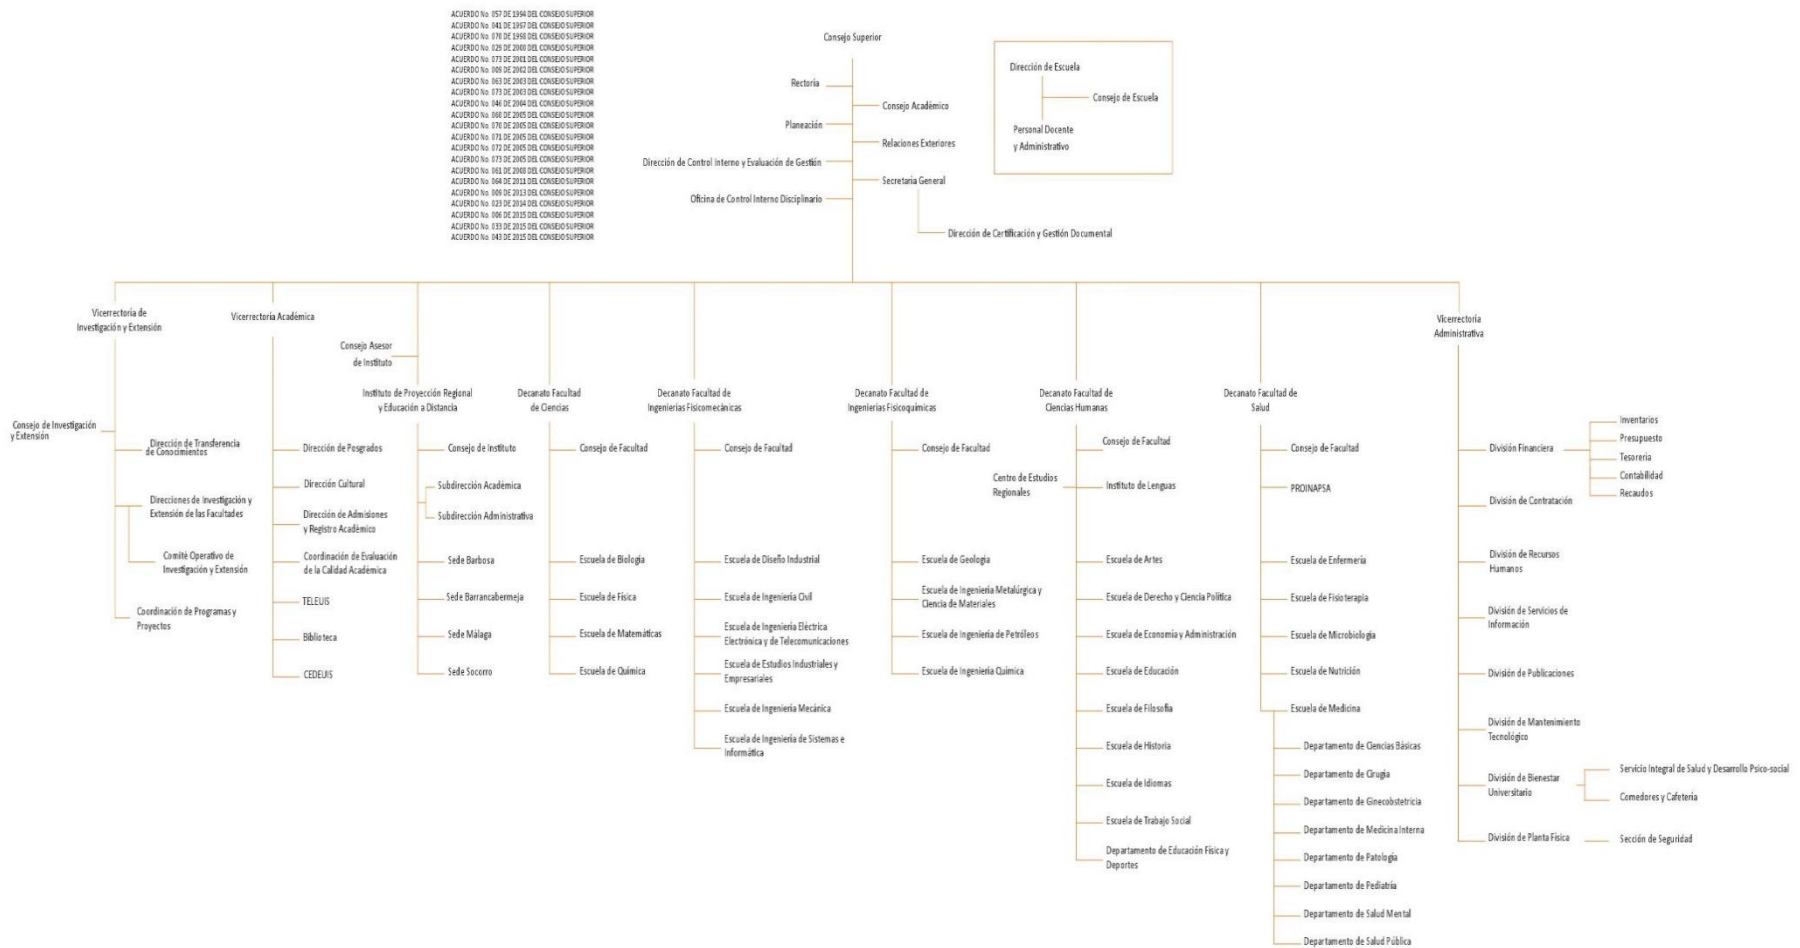 ACUERDO No. 057 DE 1994 DEL CONSEJO SUPERIOR
ACUERDO No. 041 DE 1997 DEL CONSEJO SUPERIOR
ACUERDO No. 070 DE 1998 DEL CONSEJO SUPERIOR
ACUERDO No. 029 DE 2000 DEL CONSEJO SUPERIOR
ACUERDO No. 073 DE 2001 DEL CONSEJO SUPERIOR
ACUERDO No. 009 DE 2002 DEL CONSEJO SUPERIOR
ACUERDO No. 063 DE 2003 DEL CONSEJO SUPERIOR
ACUERDO No. 073 DE 2003 DEL CONSEJO SUPERIOR
ACUERDO No. 046 DE 2004 DEL CONSEJO SUPERIOR
ACUERDO No. 068 DE 2005 DEL CONSEJO SUPERIOR
ACUERDO No. 070 DE 2005 DEL CONSEJO SUPERIOR
ACUERDO No. 071 DE 2005 DEL CONSEJO SUPERIOR
ACUERDO No. 072 DE 2005 DEL CONSEJO SUPERIOR
ACUERDO No. 073 DE 2005 DEL CONSEJO SUPERIOR
ACUERDO No. 061 DE 2008 DEL CONSEJO SUPERIOR
ACUERDO No. 064 DE 2011 DEL CONSEJO SUPERIOR
ACUERDO No. 009 DE 2013 DEL CONSEJO SUPERIOR
ACUERDO No. 023 DE 2014 DEL CONSEJO SUPERIOR
ACUERDO No. 006 DE 2015 DEL CONSEJO SUPERIOR
ACUERDO No. 033 DE 2015 DEL CONSEJO SUPERIOR
ACUERDO No. 043 DE 2015 DEL CONSEJO SUPERIOR
Consejo Superior
Rectoría
Consejo Académico
Planeación
Relaciones Exteriores
Dirección de Control Interno y Evaluación de Gestión
Secretaria General
Oficina de Control Interno Disciplinario
Dirección de Certificación y Gestión Documental
Dirección de Escuela
Consejo de Escuela
Personal Docente
y Administrativo
Vicerrectoría de
Investigación y Extensión
Consejo de Investigación
y Extensión
Dirección de Transferencia
de Conocimientos
Direcciones de Investigación y
Extensión de las Facultades
Comité Operativo de
Investigación y Extensión
Coordinación de Programas y
Proyectos
Vicerrectoría Académica
Dirección de Posgrados
Dirección Cultural
Dirección de Admisiones
y Registro Académico
Coordinación de Evaluación
de la Calidad Académica
TELEUIS
Biblioteca
CEDEUIS
Consejo Asesor
de Instituto
Instituto de Proyección Regional
y Educación a Distancia
Consejo de Instituto
Subdirección Académica
Subdirección Administrativa
Sede Barbosa
Sede Barrancabermeja
Sede Málaga
Sede Socorro
Decanato Facultad
de Ciencias
Consejo de Facultad
Escuela de Biología
Escuela de Física
Escuela de Matemáticas
Escuela de Química
Decanato Facultad de
Ingenierías Fisicomecánicas
Consejo de Facultad
Escuela de Diseño Industrial
Escuela de Ingeniería Civil
Escuela de Ingeniería Eléctrica
Electrónica y de Telecomunicaciones
Escuela de Estudios Industriales y
Empresariales
Escuela de Ingeniería Mecánica
Escuela de Ingeniería de Sistemas e
Informática
Decanato Facultad de
Ingenierías Fisicoquímicas
Consejo de Facultad
Escuela de Geología
Escuela de Ingeniería Metalúrgica y
Ciencia de Materiales
Escuela de Ingeniería de Petróleos
Escuela de Ingeniería Química
Decanato Facultad de
Ciencias Humanas
Consejo de Facultad
Centro de Estudios
Regionales
Instituto de Lenguas
Escuela de Artes
Escuela de Derecho y Ciencia Política
Escuela de Economía y Administración
Escuela de Educación
Escuela de Filosofía
Escuela de Historia
Escuela de Idiomas
Escuela de Trabajo Social
Departamento de Educación Física y
Deportes
Decanato Facultad de
Salud
Consejo de Facultad
PROINAPSA
Escuela de Enfermería
Escuela de Fisioterapia
Escuela de Microbiología
Escuela de Nutrición
Escuela de Medicina
Departamento de Ciencias Básicas
Departamento de Cirugía
Departamento de Ginecobstetricia
Departamento de Medicina Interna
Departamento de Patología
Departamento de Pediatría
Departamento de Salud Mental
Departamento de Salud Pública
Vicerrectoría
Administrativa
División Financiera
Inventarios
Presupuesto
Tesorería
Contabilidad
Recaudos
División de Contratación
División de Recursos
Humanos
División de Servicios de
Información
División de Publicaciones
División de Mantenimiento
Tecnológico
División de Bienestar
Universitario
Servicio Integral de Salud y Desarrollo Psico-social
Comedores y Cafetería
División de Planta Física
Sección de Seguridad